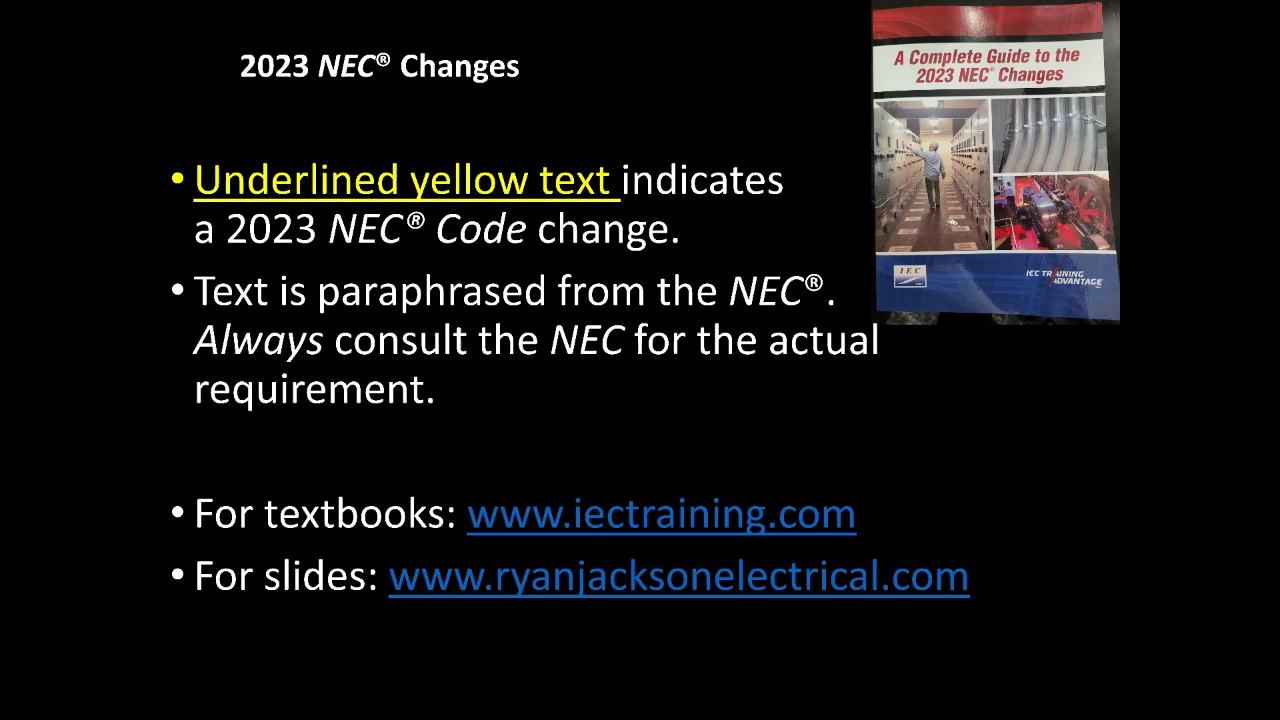 2023 NEC® Changes
A Complete Guide to the
2023 NEC® Changes
• Underlined yellow text indicates
a 2023 NEC® Code change.
• Text is paraphrased from the NEC®.
Always consult the NEC for the actual
requirement.
IEC
IEC TRAINING
ADVANTAGE
• For textbooks: www.iectraining.com
• For slides: www.ryanjacksonelectrical.com